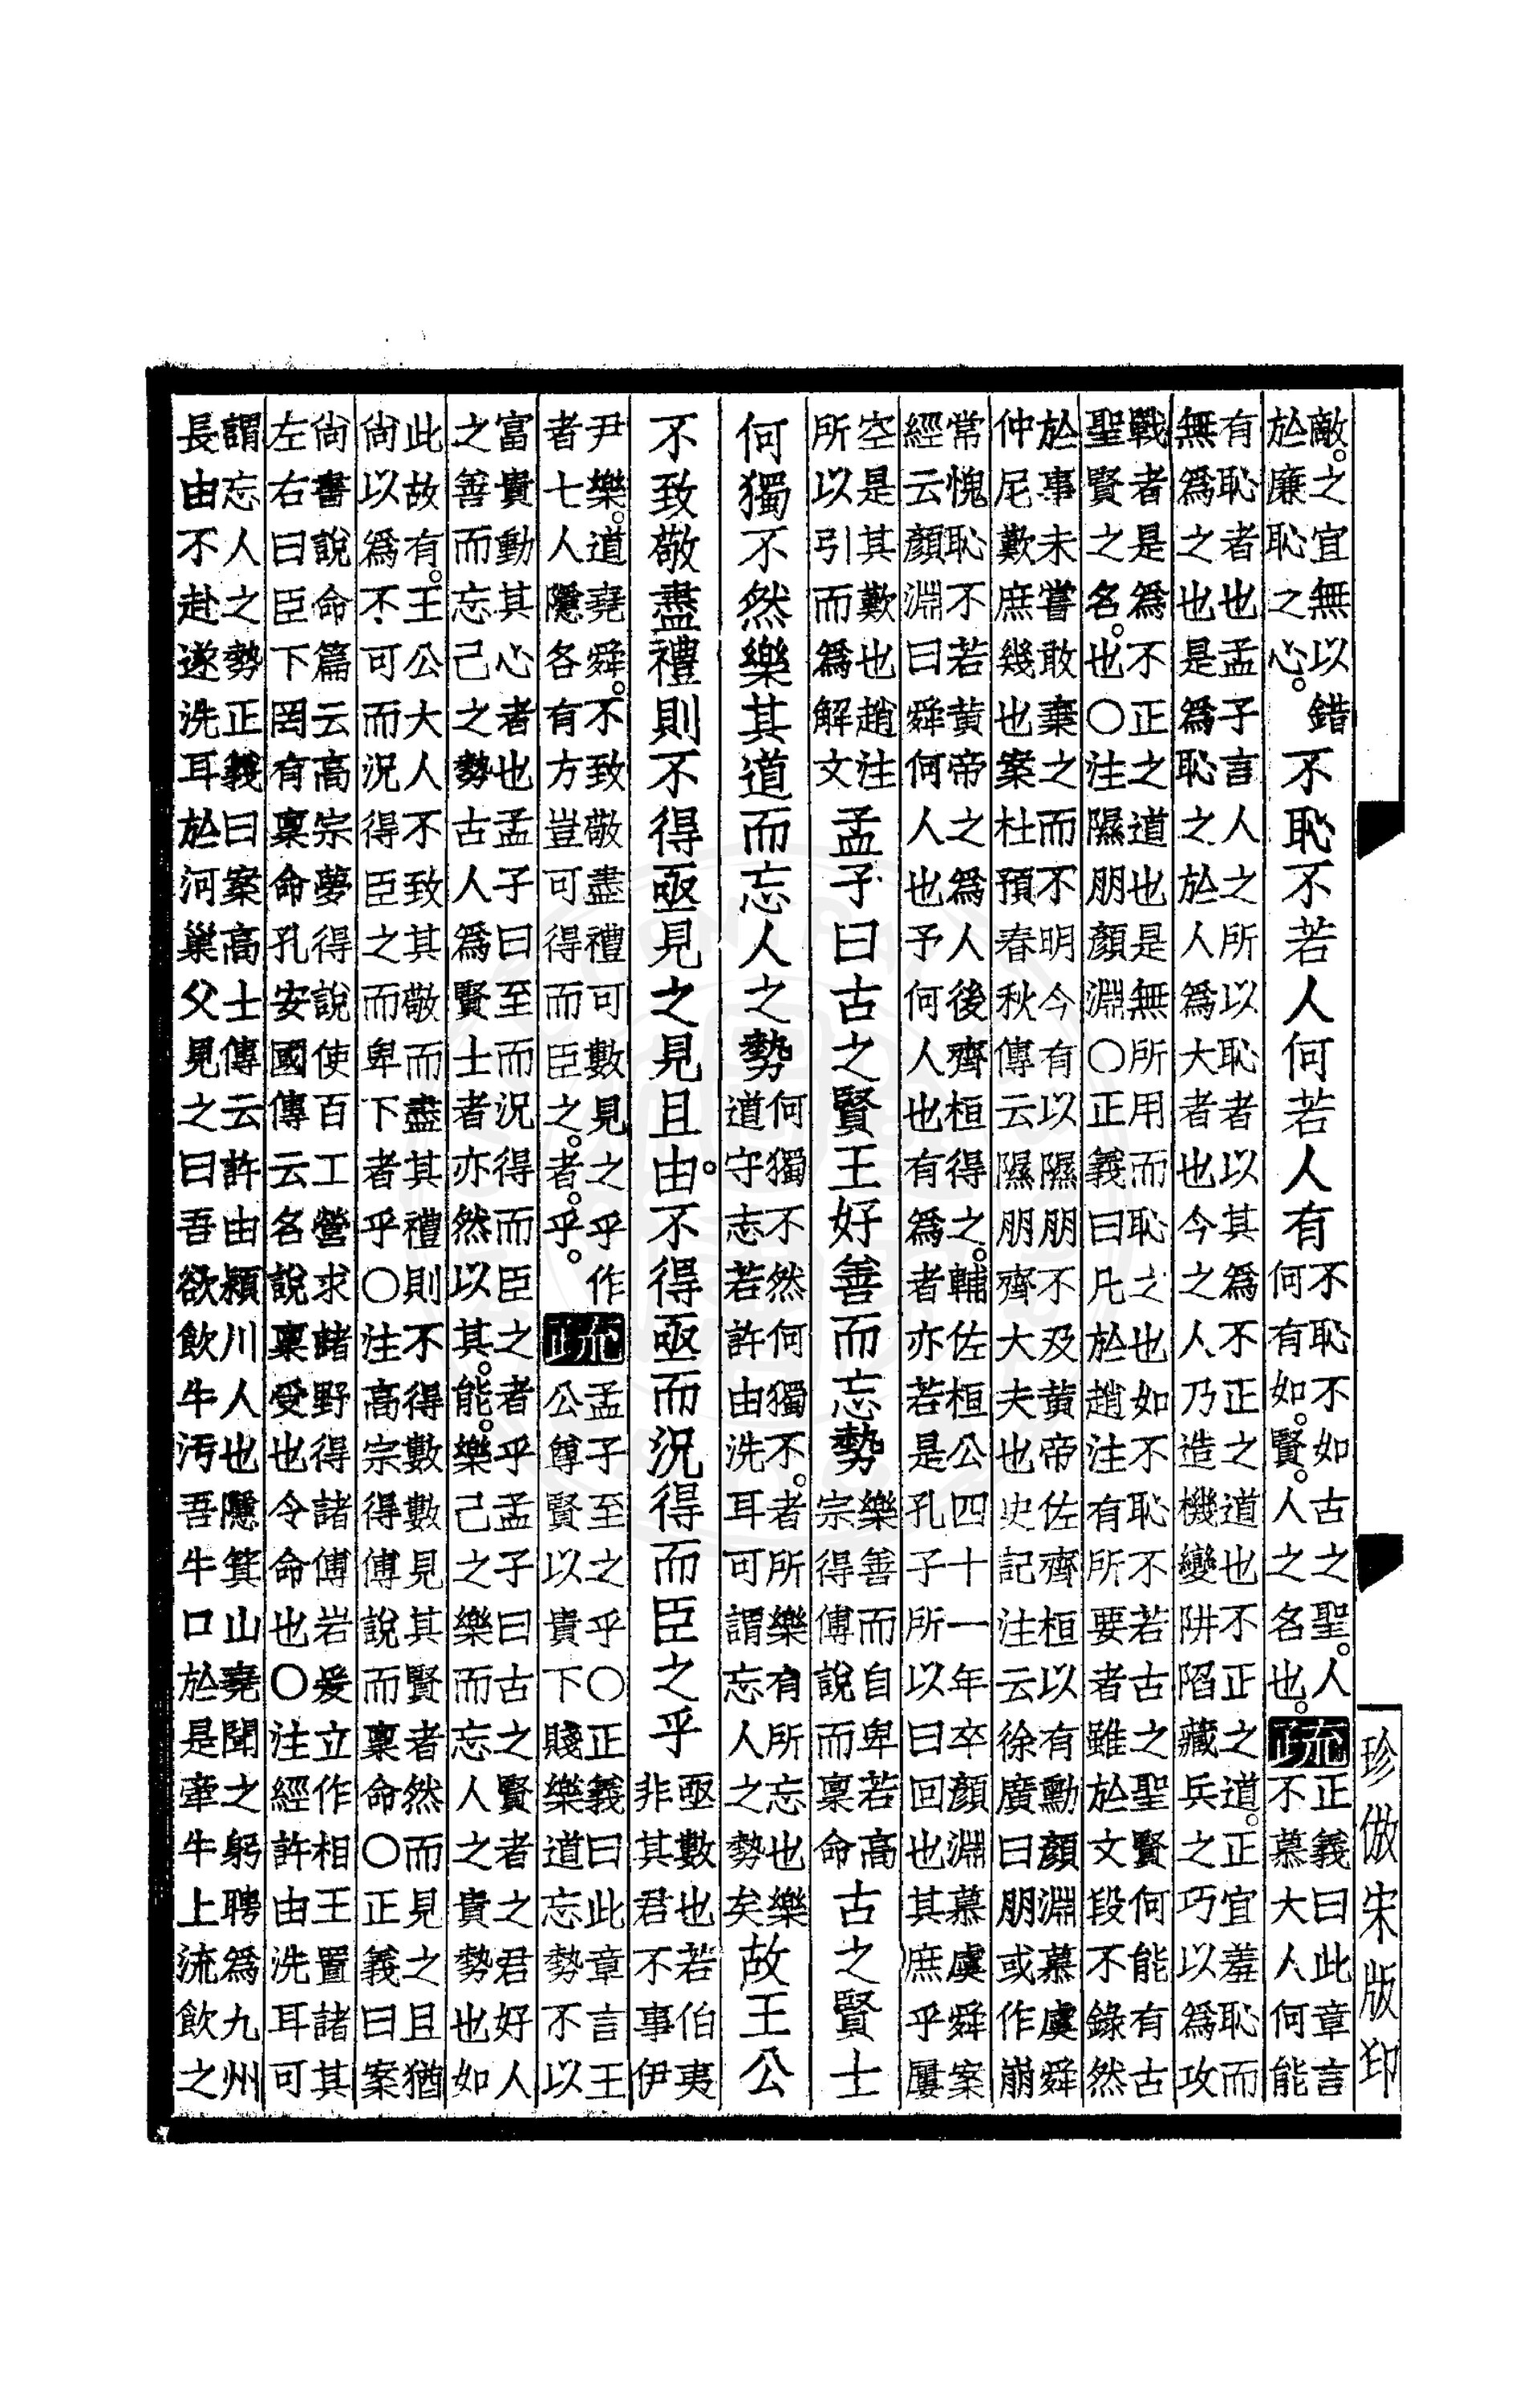 珍倣宋版印
敵。之宜無以錯
於廉恥之心。
不恥不若人何若人有
不恥不如古之聖。人
何有如。賢。人之名也。
疏
正義曰此章言
不慕大人何能
有恥者也孟子言人之所以恥者以其爲不正之道也不正之道。正宜羞恥而
無爲之也是爲恥之於人爲大者也今之人乃造機變阱陷藏兵之巧以爲攻
戰者是爲不正之道也是無所用而恥之也如不恥不若古之聖賢何能有古
聖賢之名。也○注隰朋顏淵○正義曰凡於趙注有所要者雖於文段不錄然
於事未嘗敢棄之而不明今有以隰朋不及黃帝佐齊桓以有勳顏淵慕虞舜
仲尼歎庶幾也案杜預春秋傳云隰朋齊大夫也史記注云徐廣曰朋或作崩
常愧恥不若黃帝之爲人後齊桓得之。輔佐桓公四十一年卒顏淵慕虞舜案
經云顏淵曰舜何人也予何人也有爲者亦若是孔子所以曰回也其庶乎屢
空是其歎也趙注
所以引而爲解文
孟子曰古之賢王好善而忘勢
樂善而自卑若高
宗得傅說而稟命
古之賢士
何獨不然樂其道而忘人之勢
何獨不然何獨不。者所樂有所忘也樂
道守志若許由洗耳可謂忘人之勢矣
故王公
不致敬盡禮則不得亟見之見且由。不得亟而況得而臣之乎
亟數也若伯夷
非其君不事伊
尹樂。道堯舜。不致敬盡禮可數見之乎作
者七人隱各有方豈可得而臣之。者。乎。
疏
孟子至之乎○正義曰此章言王
公尊賢以貴下賤樂道忘勢不以
富貴動其心者也孟子曰至而況得而臣之者乎孟子曰古之賢者之君好人
之善而忘己之勢古人爲賢士者亦然以其。能。樂己之樂而忘人之貴勢也如
此故有。王公大人不致其敬而盡其禮則不得數數見其賢者然而見之且猶
尙以爲不可而況得臣之而卑下者乎○注高宗得傅說而稟命○正義曰案
尙書說命篇云高宗夢得說使百工營求諸野得諸傅岩爰立作相王置諸其
左右曰臣下罔有稟命孔安國傳云名說稟受也令命也○注經許由洗耳可
謂忘人之勢正義曰案高士傳云許由潁川人也隱箕山堯聞之躬聘爲九州
長由不赴遂洗耳於河巢父見之曰吾欲飲牛汚吾牛口於是牽牛上流飲之